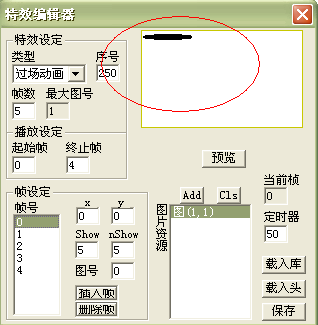 特效编辑器
特效设定
类型 序号
过场动画 250
帧数 最大图号
5 1
播放设定
起始帧 终止帧
0 4
预览
帧设定
帧号
0
1
2
3
4
x y
0 0
Show nShow
5 5
图号 0
插入帧
删除帧
图片资源
Add Cls
图(1,1)
当前帧
0
定时器
50
载入库
载入头
保存